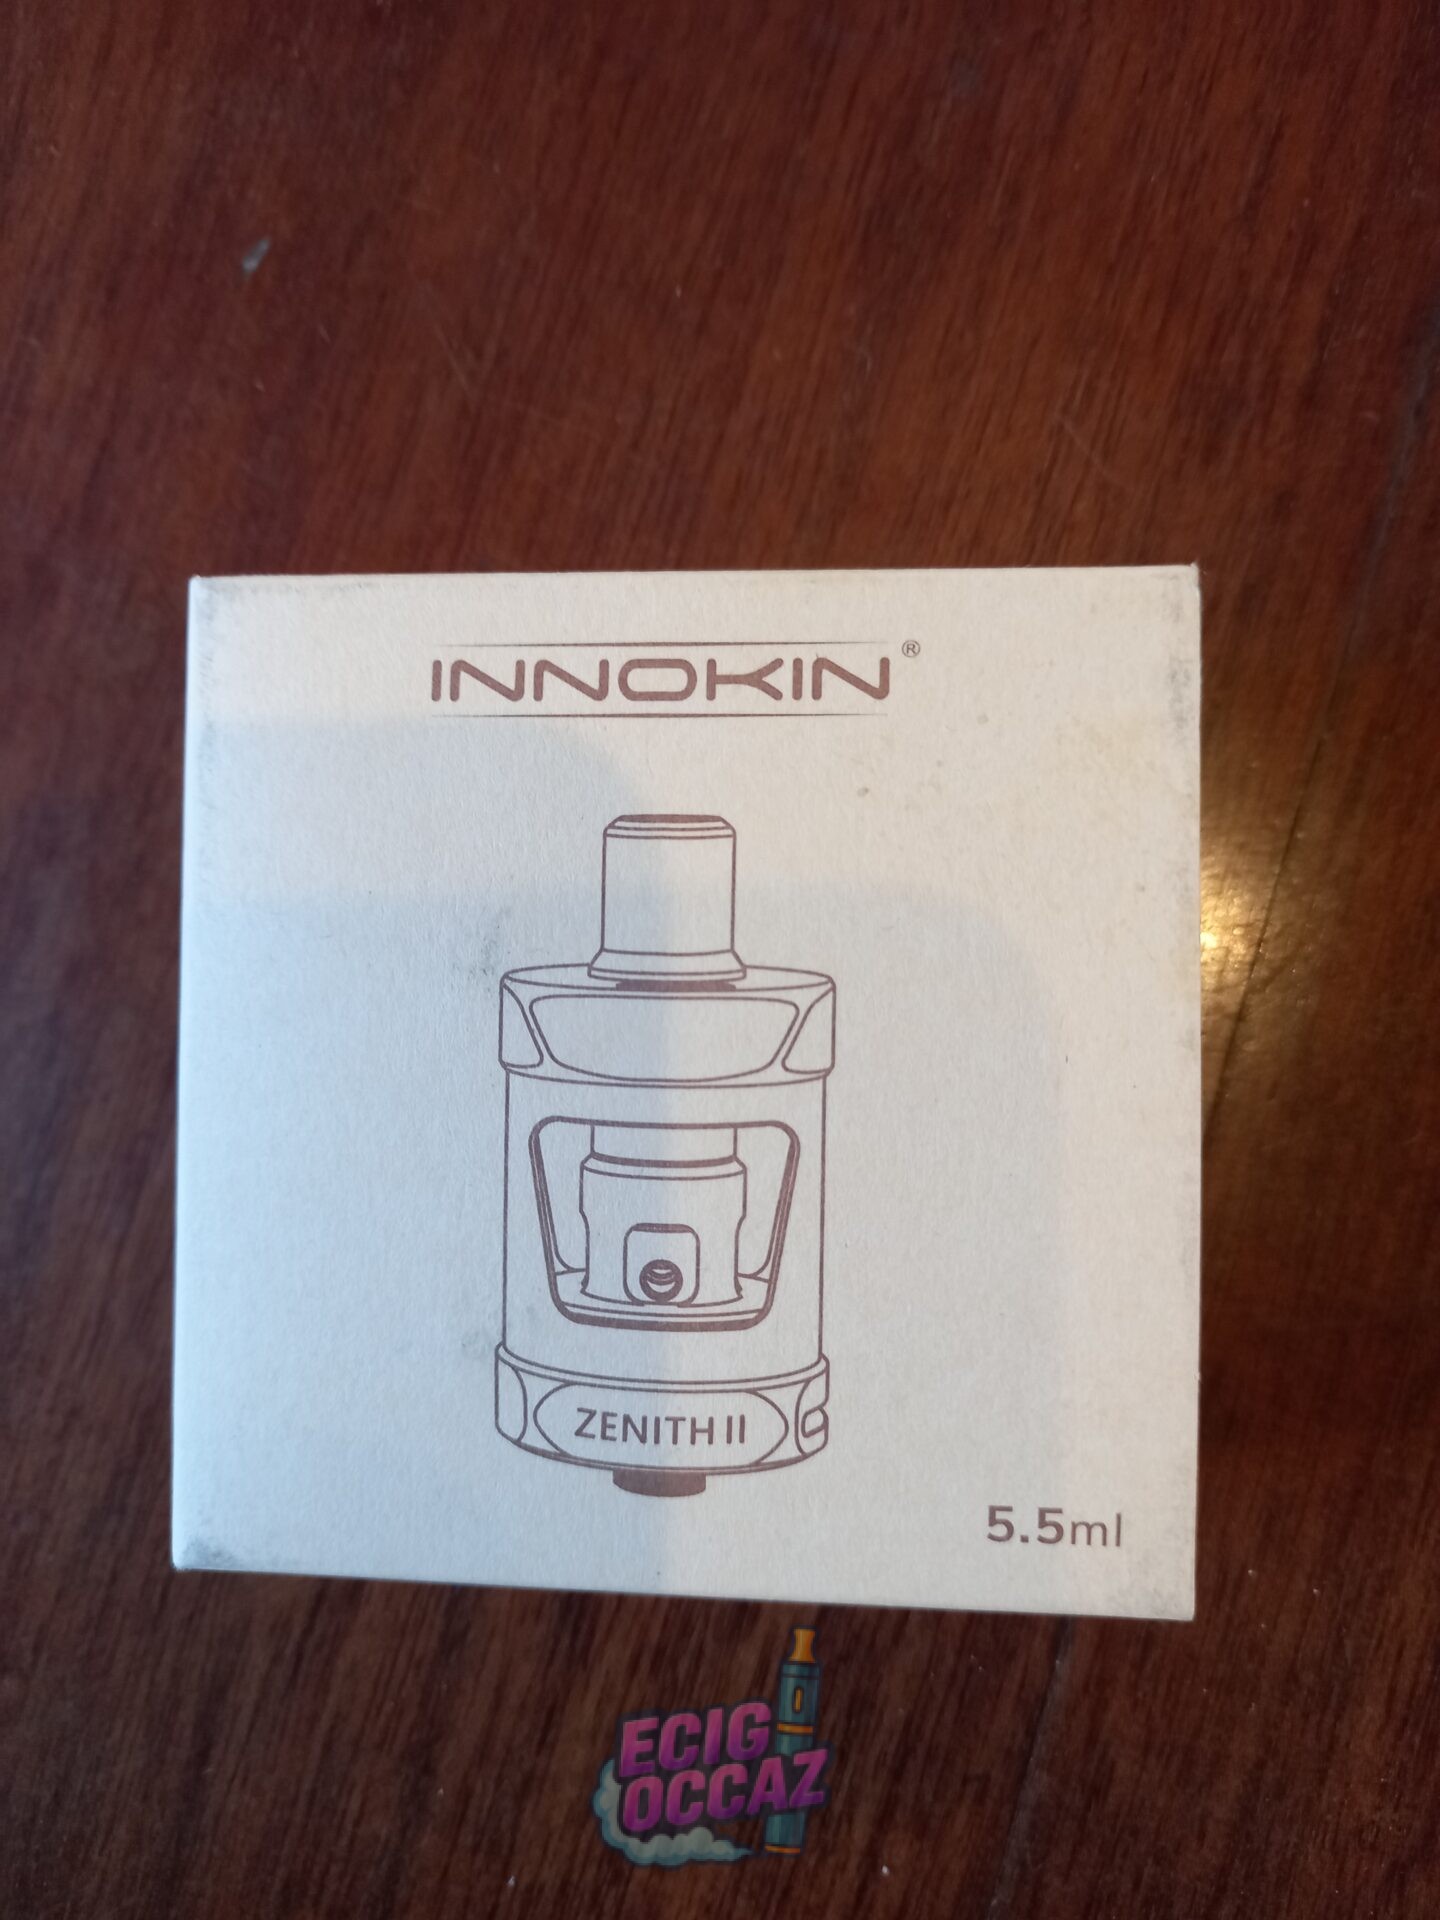 INNOKIN®
ZENITH II
5.5ml
ECIG
OCCAZ